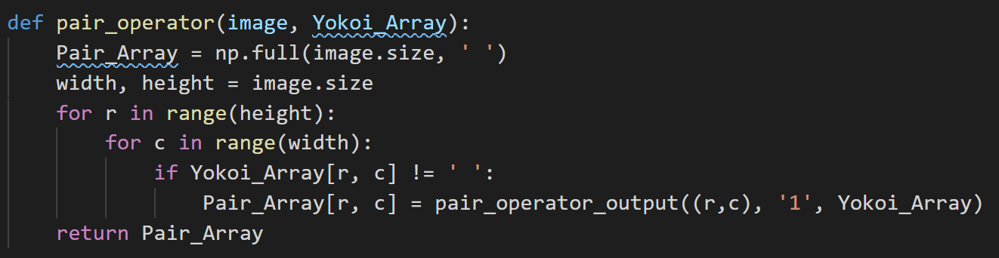 def pair_operator(image, Yokoi_Array):
    Pair_Array = np.full(image.size, ' ')
    width, height = image.size
    for r in range(height):
        for c in range(width):
            if Yokoi_Array[r, c] != ' ':
                Pair_Array[r, c] = pair_operator_output((r,c), '1', Yokoi_Array)
    return Pair_Array